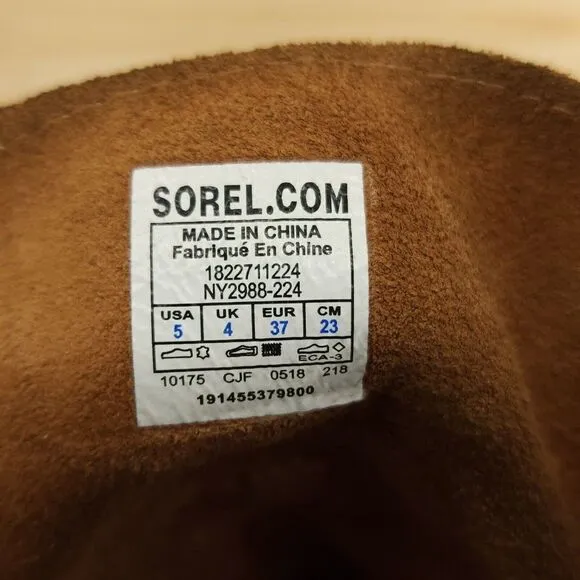 SOREL.COM
MADE IN CHINA
Fabriqué En Chine
1822711224
NY2988-224
USA UK EUR CM
5 4 37 23
ECA-3
10175 CJF 0518 218
191455379800